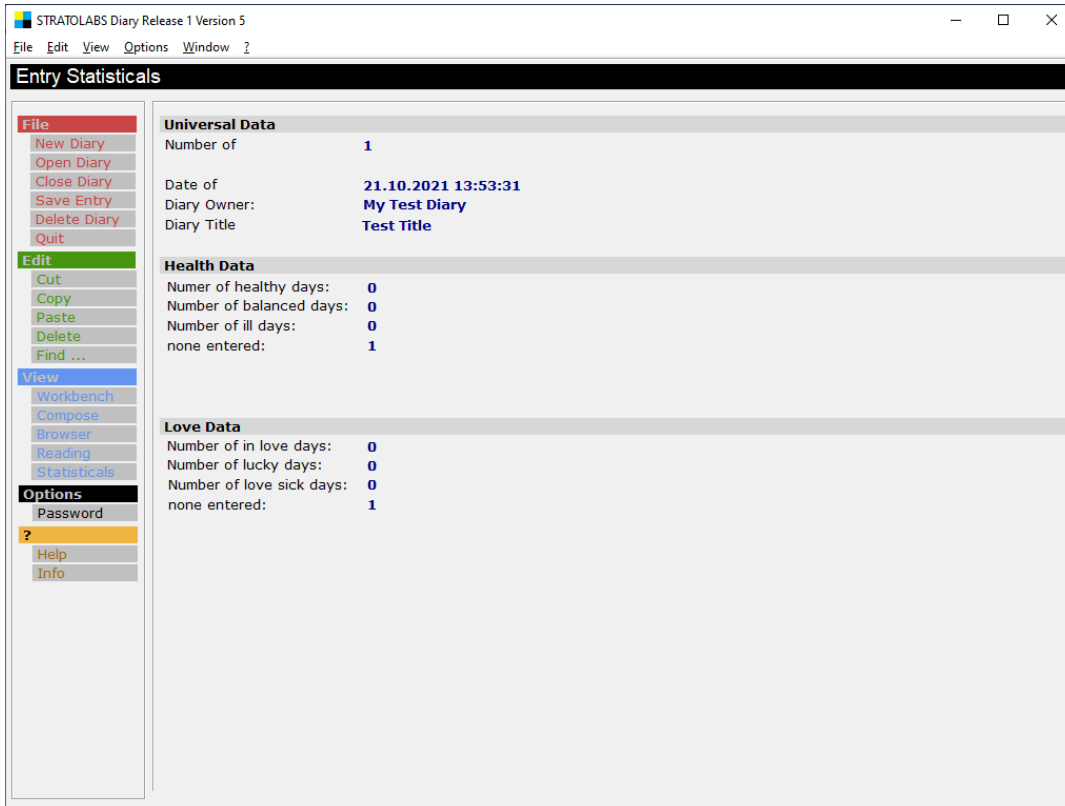 STRATOLABS Diary Release 1 Version 5
File Edit View Options Window ?
Entry Statisticals
File
New Diary
Open Diary
Close Diary
Save Entry
Delete Diary
Quit
Edit
Cut
Copy
Paste
Delete
Find ...
View
Workbench
Compose
Browser
Reading
Statisticals
Options
Password
?
Help
Info
Universal Data
Number of 1
Date of 21.10.2021 13:53:31
Diary Owner: My Test Diary
Diary Title Test Title
Health Data
Numer of healthy days: 0
Number of balanced days: 0
Number of ill days: 0
none entered: 1
Love Data
Number of in love days: 0
Number of lucky days: 0
Number of love sick days: 0
none entered: 1